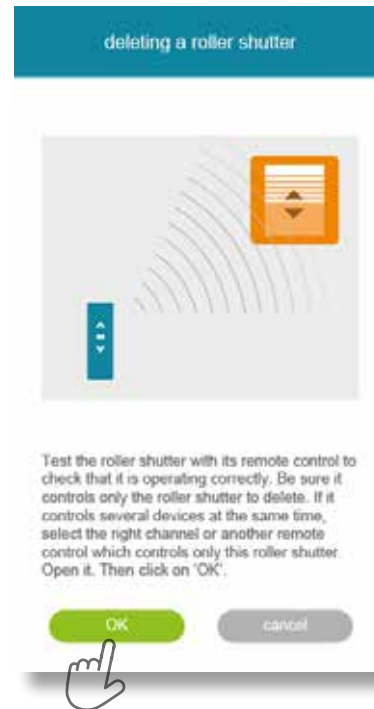 deleting a roller shutter
Test the roller shutter with its remote control to
check that it is operating correctly. Be sure it
controls only the roller shutter to delete. If it
controls several devices at the same time,
select the right channel or another remote
control which controls only this roller shutter.
Open it. Then click on 'OK'.
OK
cancel